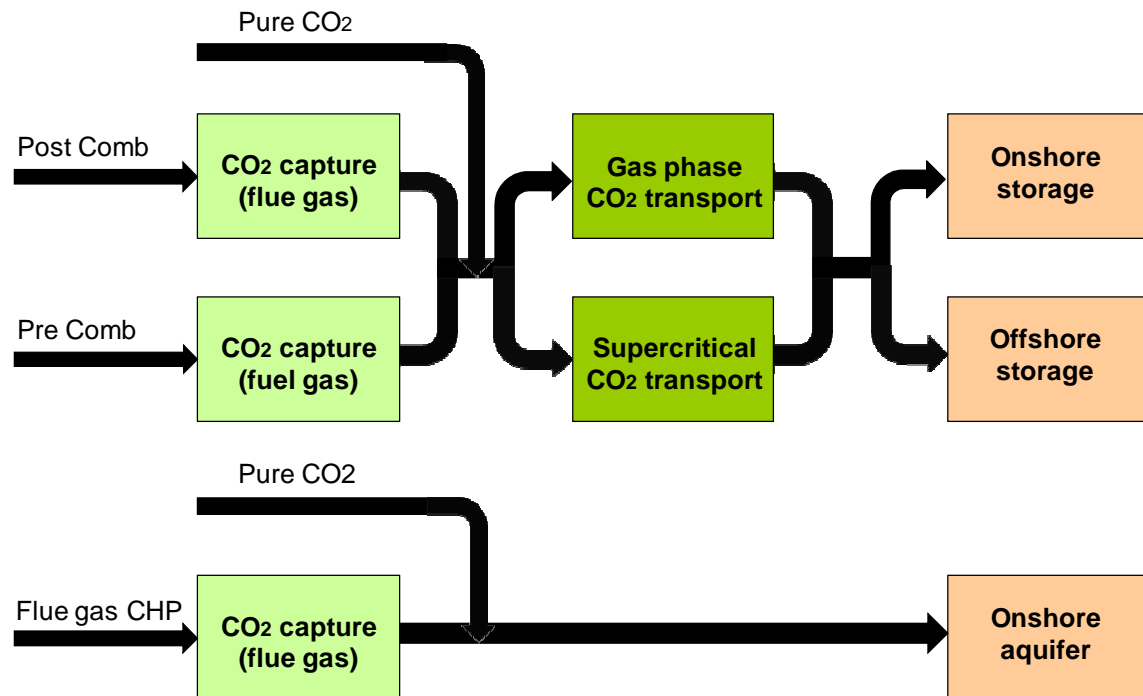 Pure CO2
Post Comb
CO2 capture
(flue gas)
Gas phase
CO2 transport
Onshore
storage
Pre Comb
CO2 capture
(fuel gas)
Supercritical
CO2 transport
Offshore
storage
Pure CO2
Flue gas CHP
CO2 capture
(flue gas)
Onshore
aquifer